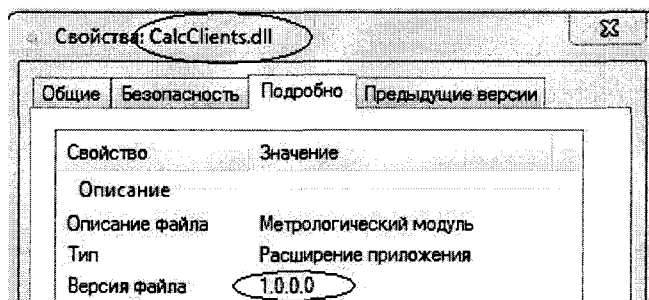 Свойства: CalcClients.dll
Общие Безопасность Подробно Предыдущие версии
Свойство Значение
Описание
Описание файла Метрологический модуль
Тип Расширение приложения
Версия файла 1.0.0.0